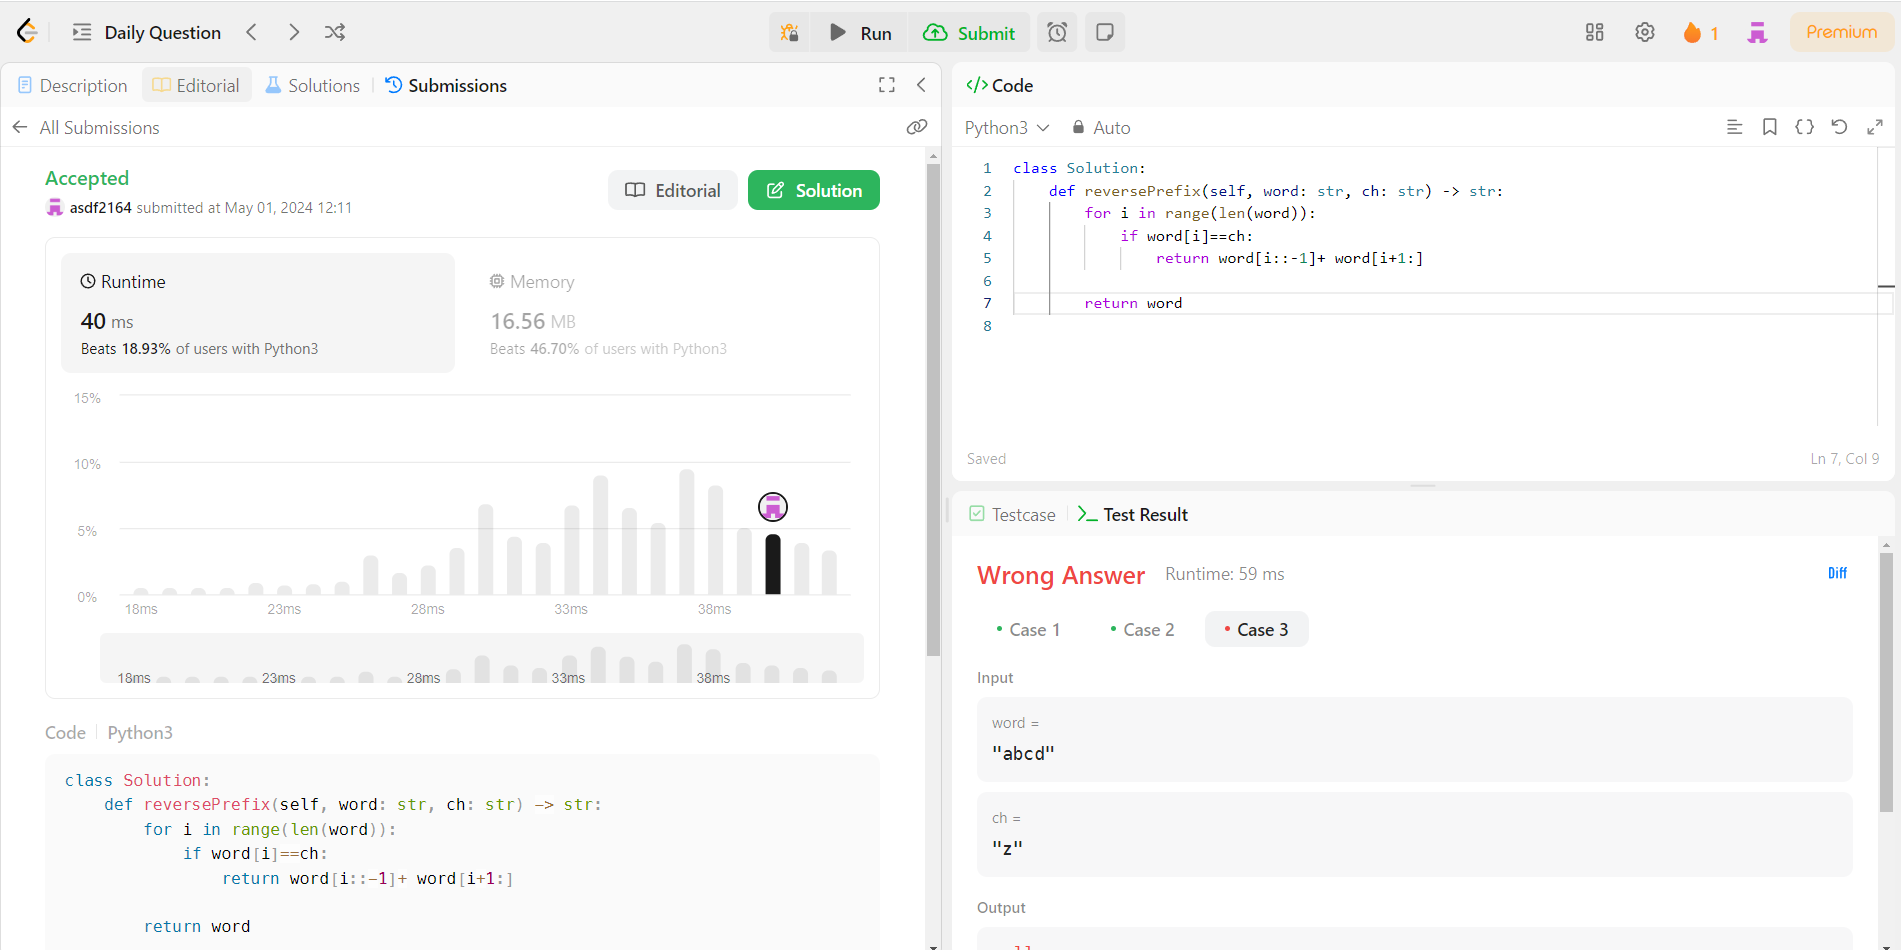 Daily Question
Run
Submit
1
Premium
Description
Editorial
Solutions
Submissions
All Submissions
Accepted
asdf2164 submitted at May 01, 2024 12:11
Editorial
Solution
Runtime
40 ms
Beats 18.93% of users with Python3
Memory
16.56 MB
Beats 46.70% of users with Python3
15%
10%
5%
0%
18ms
23ms
28ms
33ms
38ms
18ms
23ms
28ms
33ms
38ms
Code
Python3
class Solution:
    def reversePrefix(self, word: str, ch: str) -> str:
        for i in range(len(word)):
            if word[i]==ch:
                return word[i::-1]+ word[i+1:]
        return word
</> Code
Python3
Auto
1 class Solution:
2     def reversePrefix(self, word: str, ch: str) -> str:
3         for i in range(len(word)):
4             if word[i]==ch:
5                 return word[i::-1]+ word[i+1:]
6
7         return word
8
Saved
Ln 7, Col 9
Testcase
Test Result
Wrong Answer
Runtime: 59 ms
Diff
Case 1
Case 2
Case 3
Input
word =
"abcd"
ch =
"z"
Output